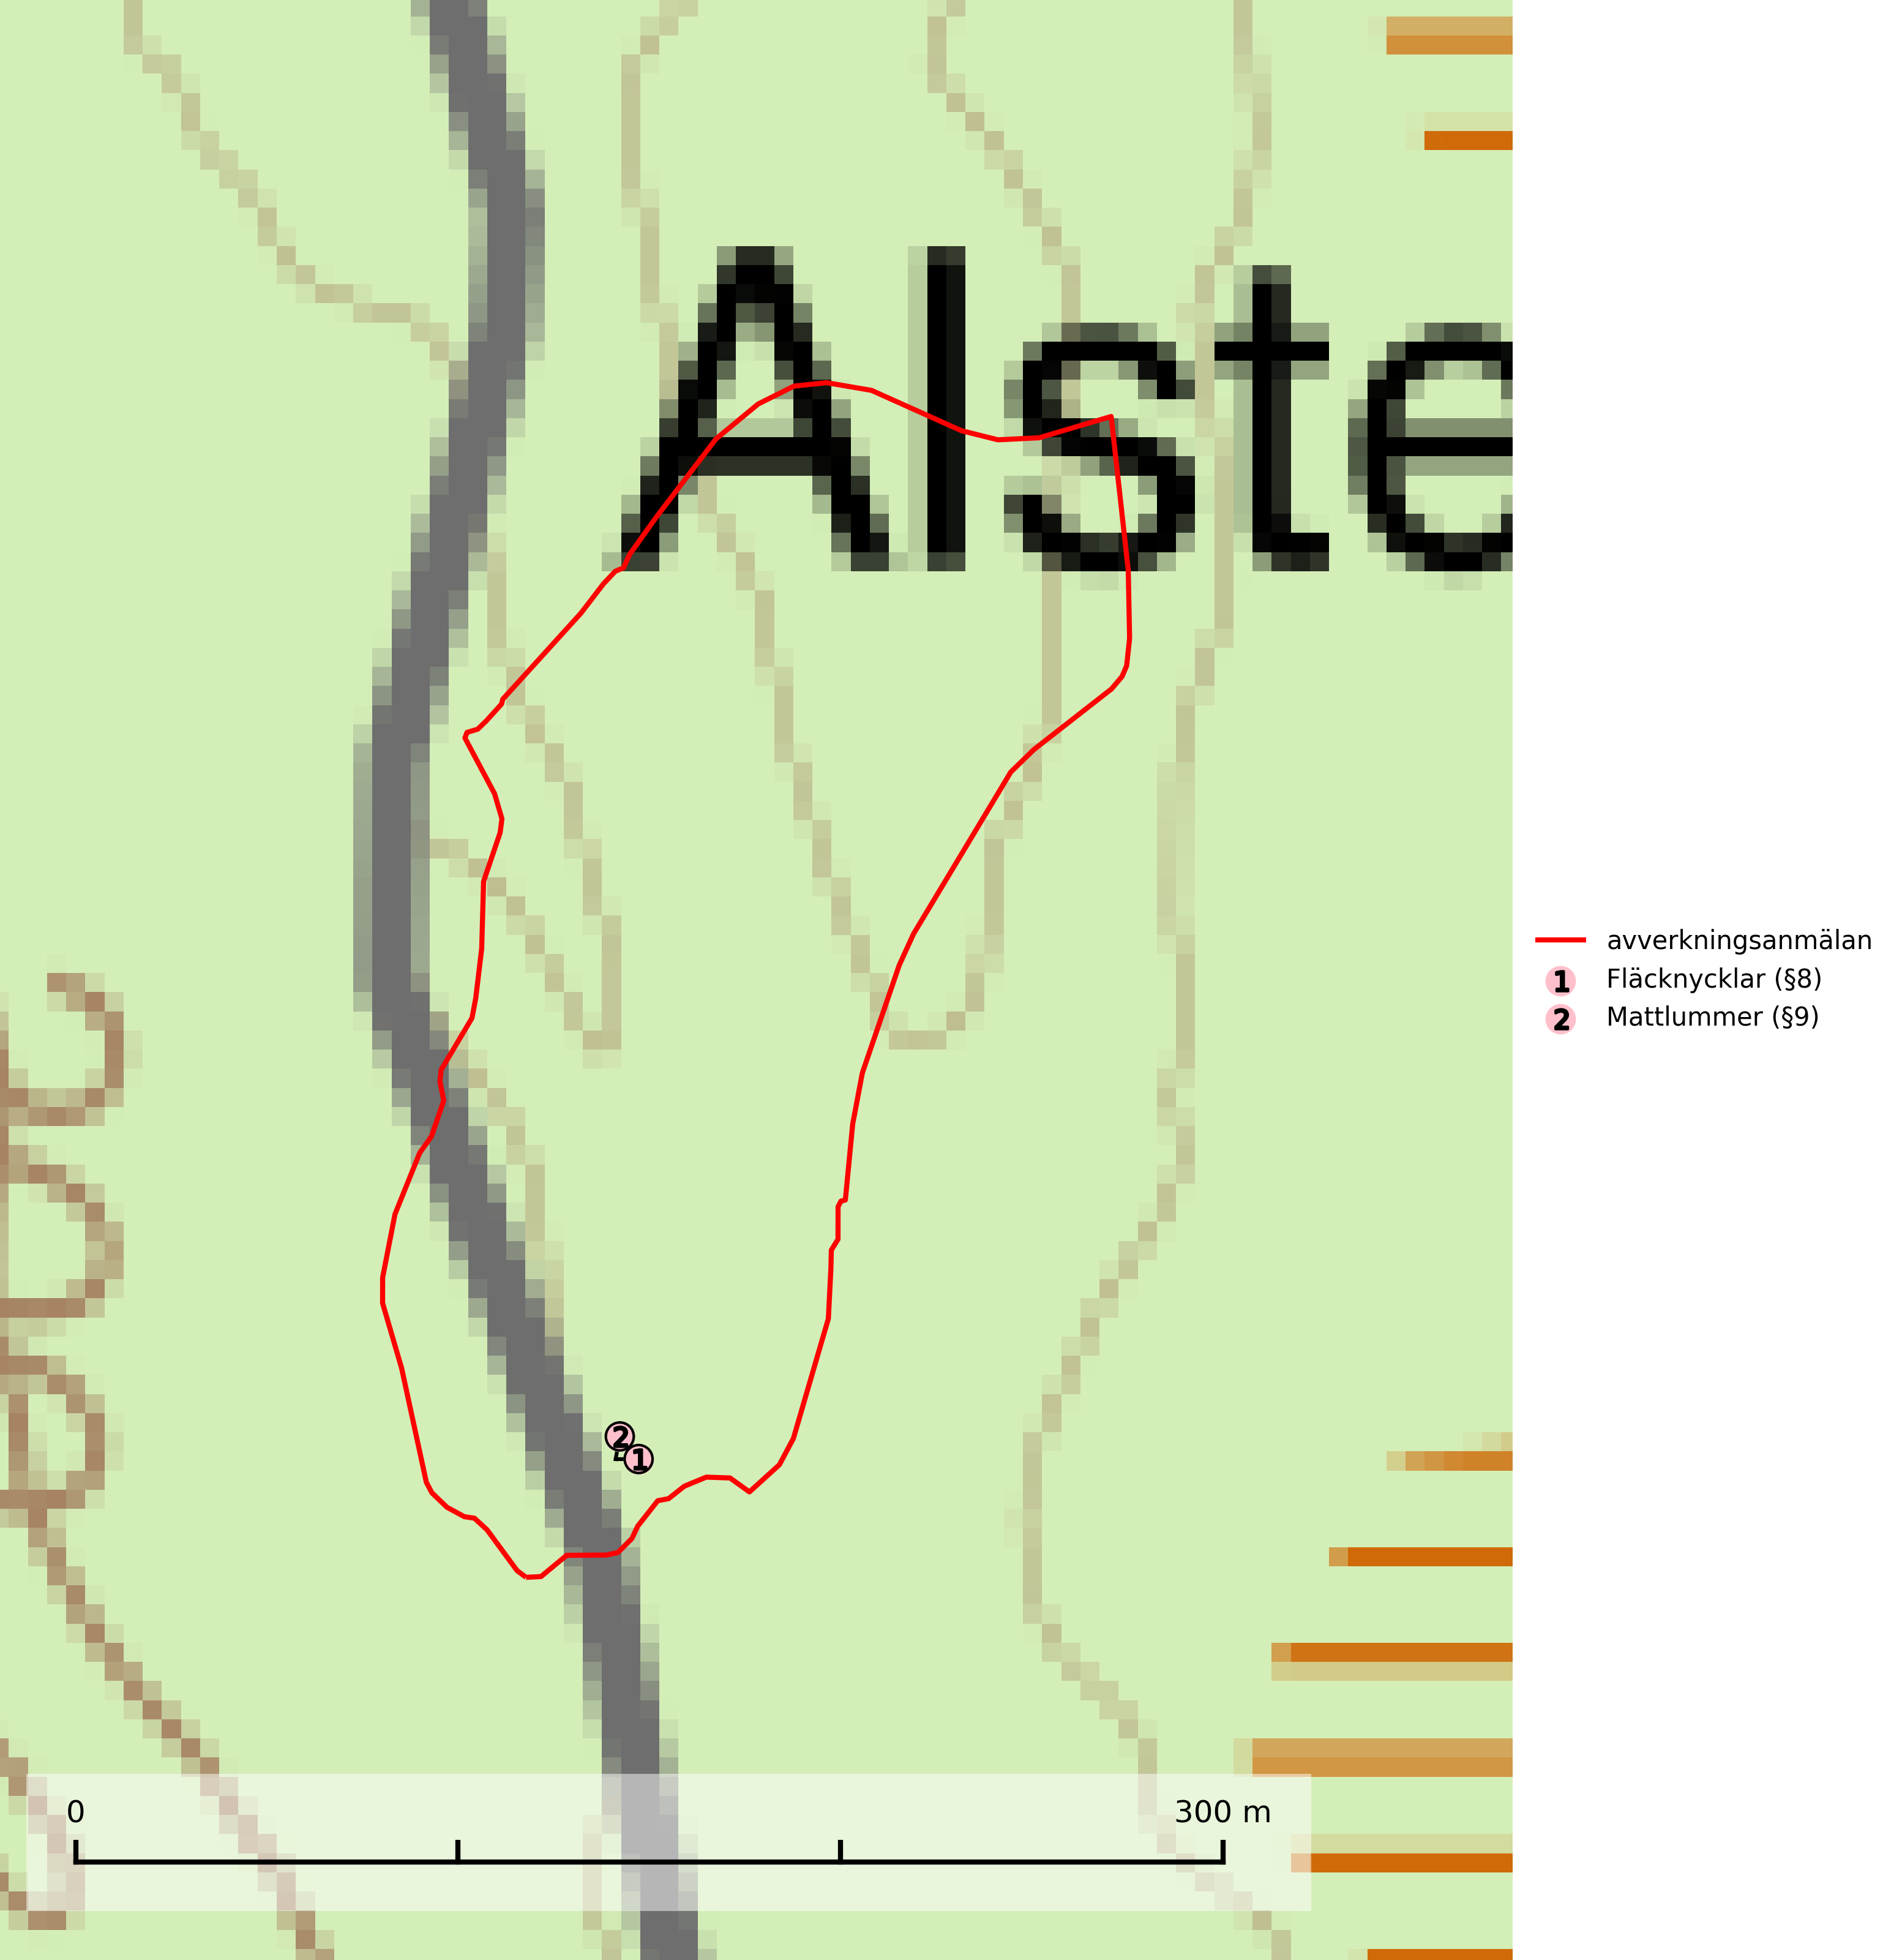 Alste
2
1
avverkningsanmälan
1 Fläcknycklar (§8)
2 Mattlummer (§9)
0 300 m